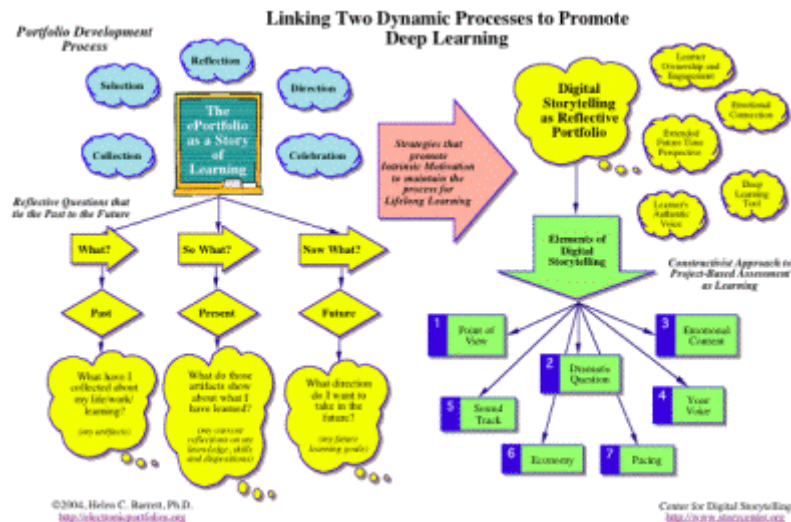 Linking Two Dynamic Processes to Promote
Deep Learning
Portfolio Development
Process
Reflection
Selection
Direction
Collection
Celebration
The
ePortfolio
as a Story
of
Learning
Reflective Questions that
tie the Past to the Future
What?
So What?
Now What?
Past
Present
Future
What have I
collected about
my life/work/
learning?
(my artifacts)
What do those
artifacts show
about what I
have learned?
(my current
reflections on my
knowledge, skills
and dispositions)
What direction
do I want to
take in the
future?
(my future
learning goals)
Strategies that
promote
Intrinsic Motivation
to maintain the
process for
Lifelong Learning
Digital
Storytelling
as Reflective
Portfolio
Learner
Ownership and
Engagement
Emotional
Connection
Extended
Future Time
Perspective
Deep
Learning
Tool
Learner's
Authentic
Voice
Elements of
Digital
Storytelling
Constructivist Approach to
Project-Based Assessment
as Learning
1 Point of
View
2 Dramatic
Question
3 Emotional
Content
4 Your
Voice
5 Sound
Track
6 Economy
7 Pacing
©2004, Helen C. Barrett, Ph.D.
http://electronicportfolios.org
Center for Digital Storytelling
http://www.storycenter.org